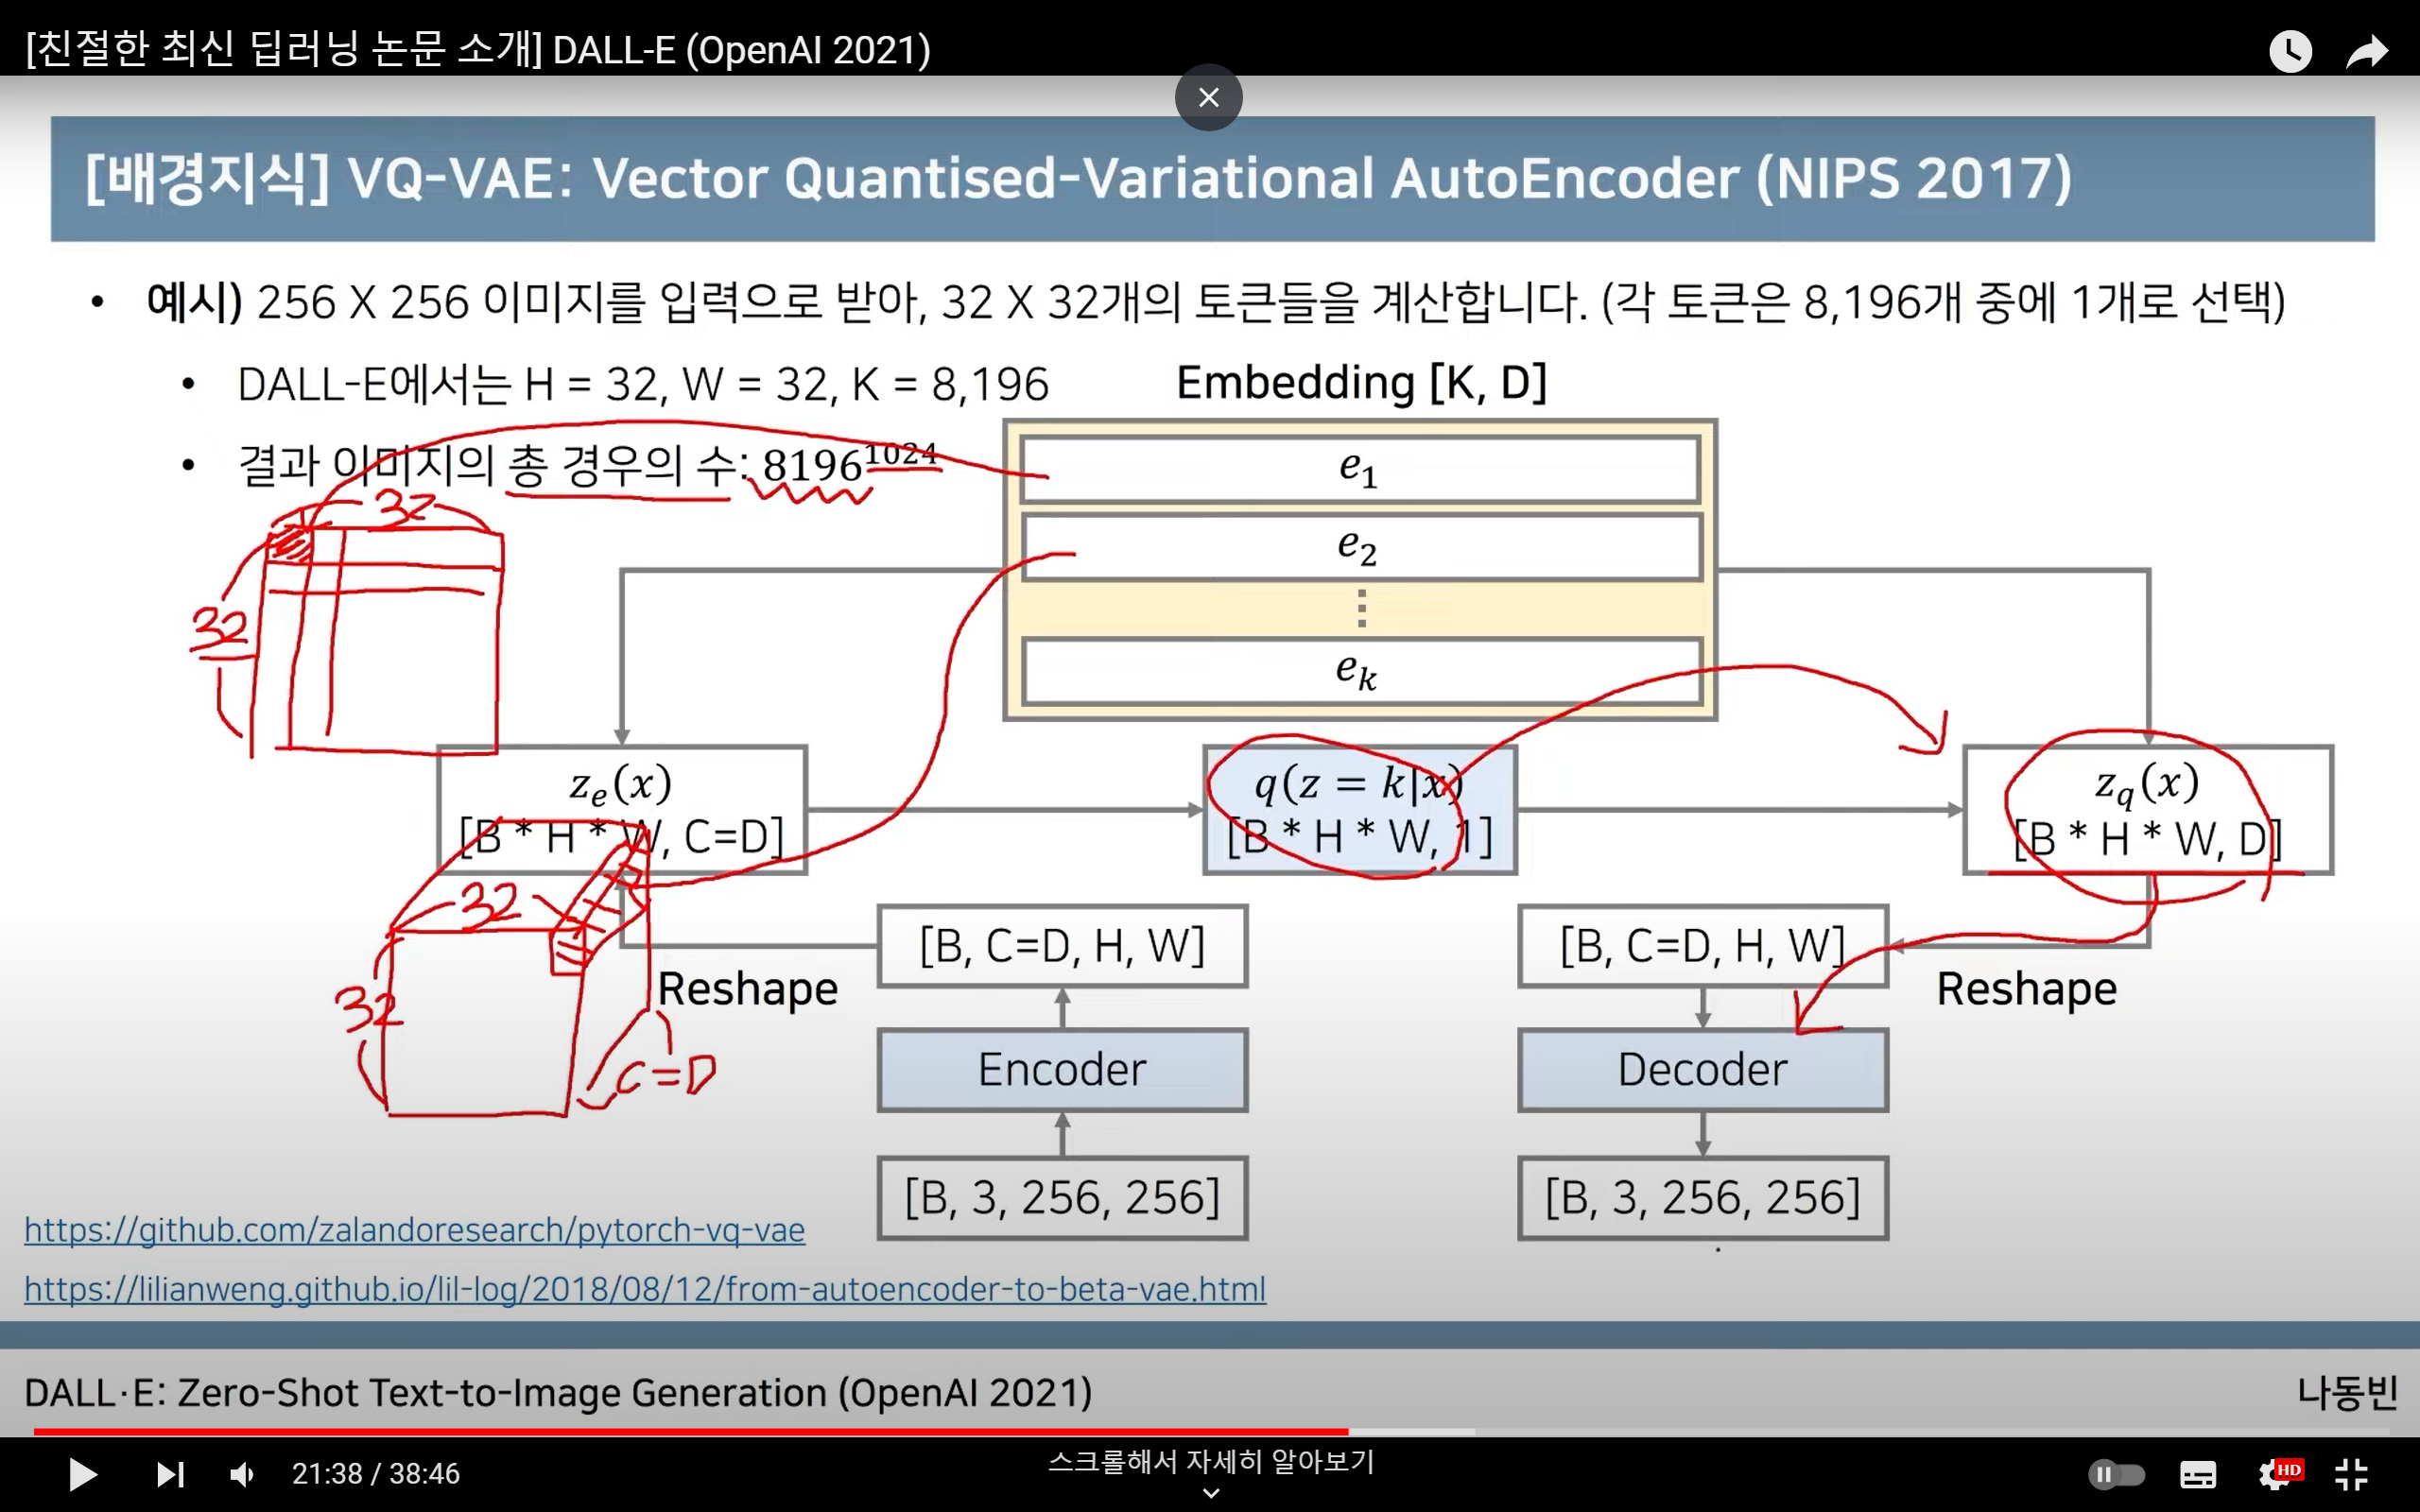 [친절한 최신 딥러닝 논문 소개] DALL-E (OpenAI 2021)
[배경지식] VQ-VAE: Vector Quantised-Variational AutoEncoder (NIPS 2017)
• 예시) 256 X 256 이미지를 입력으로 받아, 32 X 32개의 토큰들을 계산합니다. (각 토큰은 8,196개 중에 1개로 선택)
• DALL-E에서는 H = 32, W = 32, K = 8,196
Embedding [K, D]
• 결과 이미지의 총 경우의 수: 8196¹⁰²⁴
e₁
32
e₂
32
⋮
eₖ
zₑ(x)
[B * H * W, C=D]
q(z = k|x)
[B * H * W, 1]
z_q(x)
[B * H * W, D]
32
[B, C=D, H, W]
[B, C=D, H, W]
32
Reshape
Reshape
C=D
Encoder
Decoder
[B, 3, 256, 256]
[B, 3, 256, 256]
https://github.com/zalandoresearch/pytorch-vq-vae
https://lilianweng.github.io/lil-log/2018/08/12/from-autoencoder-to-beta-vae.html
DALL·E: Zero-Shot Text-to-Image Generation (OpenAI 2021)
나동빈
21:38 / 38:46
스크롤해서 자세히 알아보기
HD